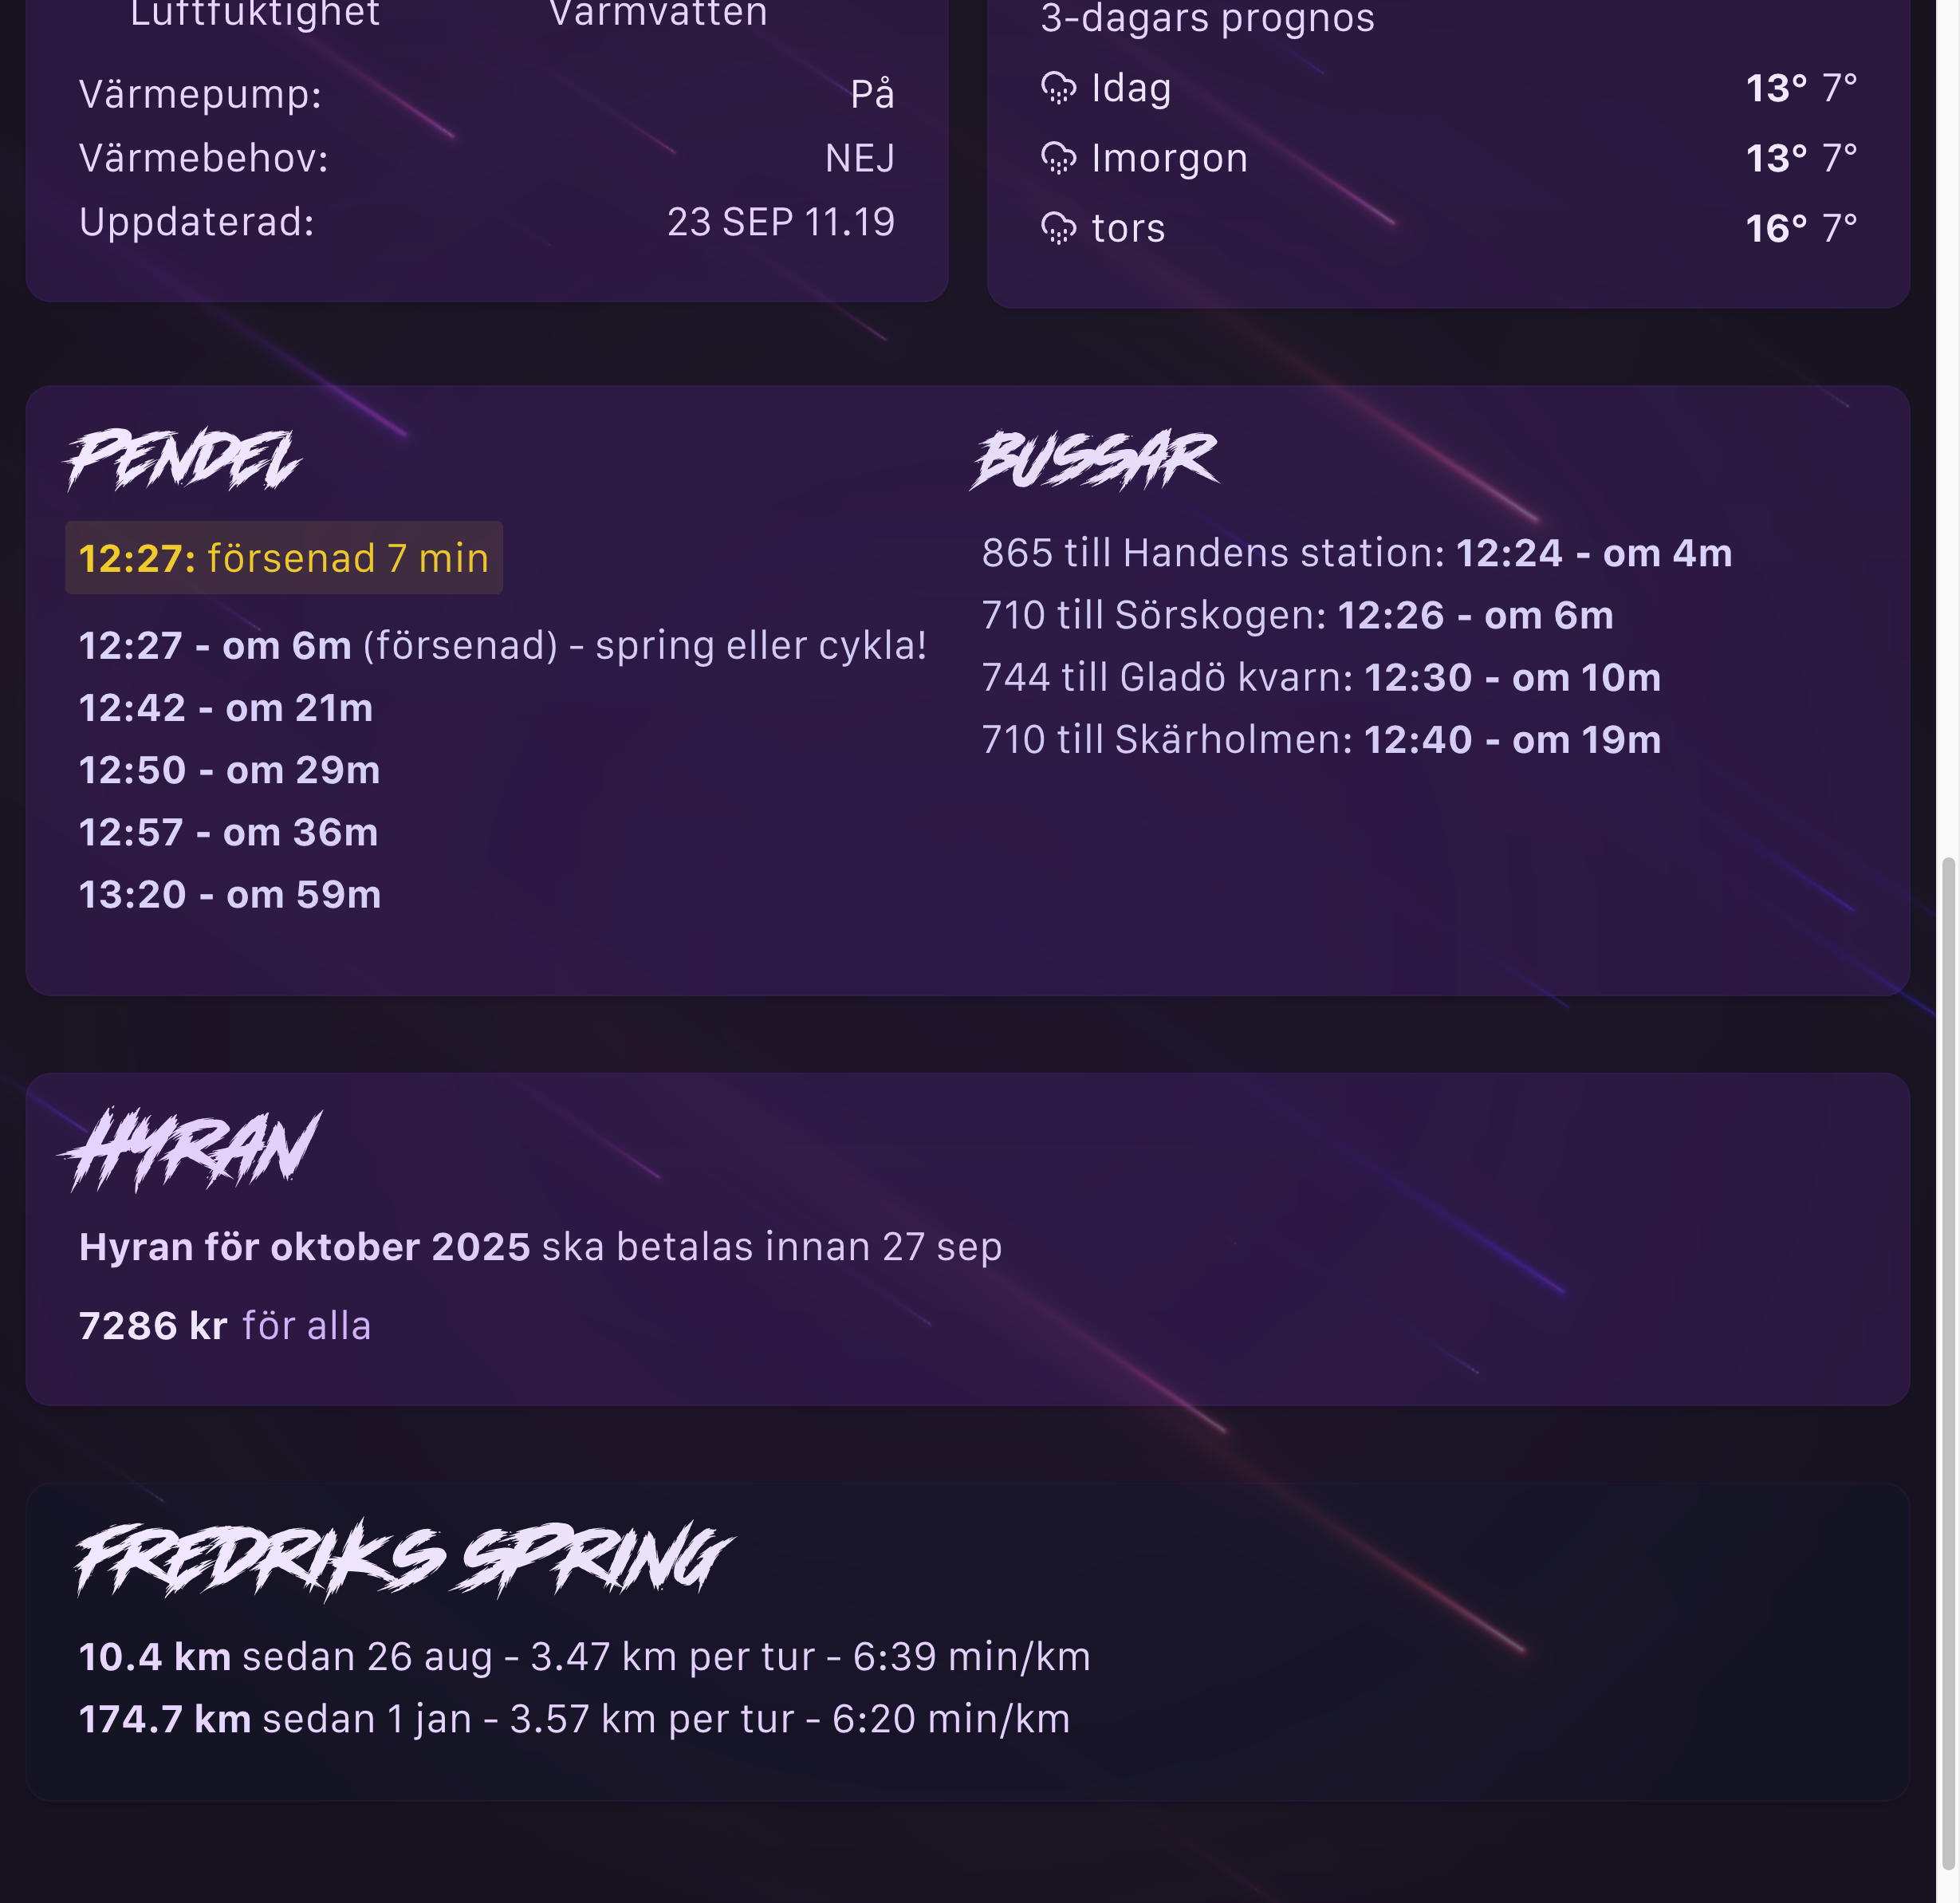 Luftfuktighet
Varmvatten
Värmepump: På
Värmebehov: NEJ
Uppdaterad: 23 SEP 11.19
3-dagars prognos
Idag 13° 7°
Imorgon 13° 7°
tors 16° 7°
PENDEL
12:27: försenad 7 min
12:27 - om 6m (försenad) - spring eller cykla!
12:42 - om 21m
12:50 - om 29m
12:57 - om 36m
13:20 - om 59m
BUSSAR
865 till Handens station: 12:24 - om 4m
710 till Sörskogen: 12:26 - om 6m
744 till Gladö kvarn: 12:30 - om 10m
710 till Skärholmen: 12:40 - om 19m
HYRAN
Hyran för oktober 2025 ska betalas innan 27 sep
7286 kr för alla
FREDRIKS SPRING
10.4 km sedan 26 aug - 3.47 km per tur - 6:39 min/km
174.7 km sedan 1 jan - 3.57 km per tur - 6:20 min/km